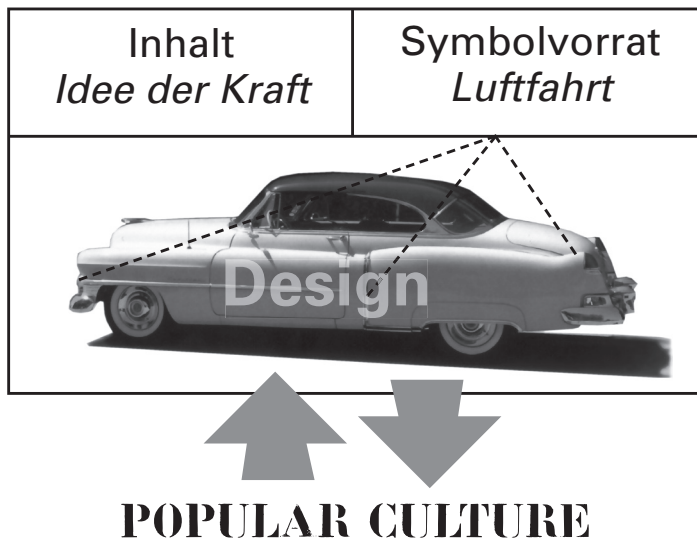 Inhalt
Idee der Kraft
Symbolvorrat
Luftfahrt
Design
POPULAR CULTURE